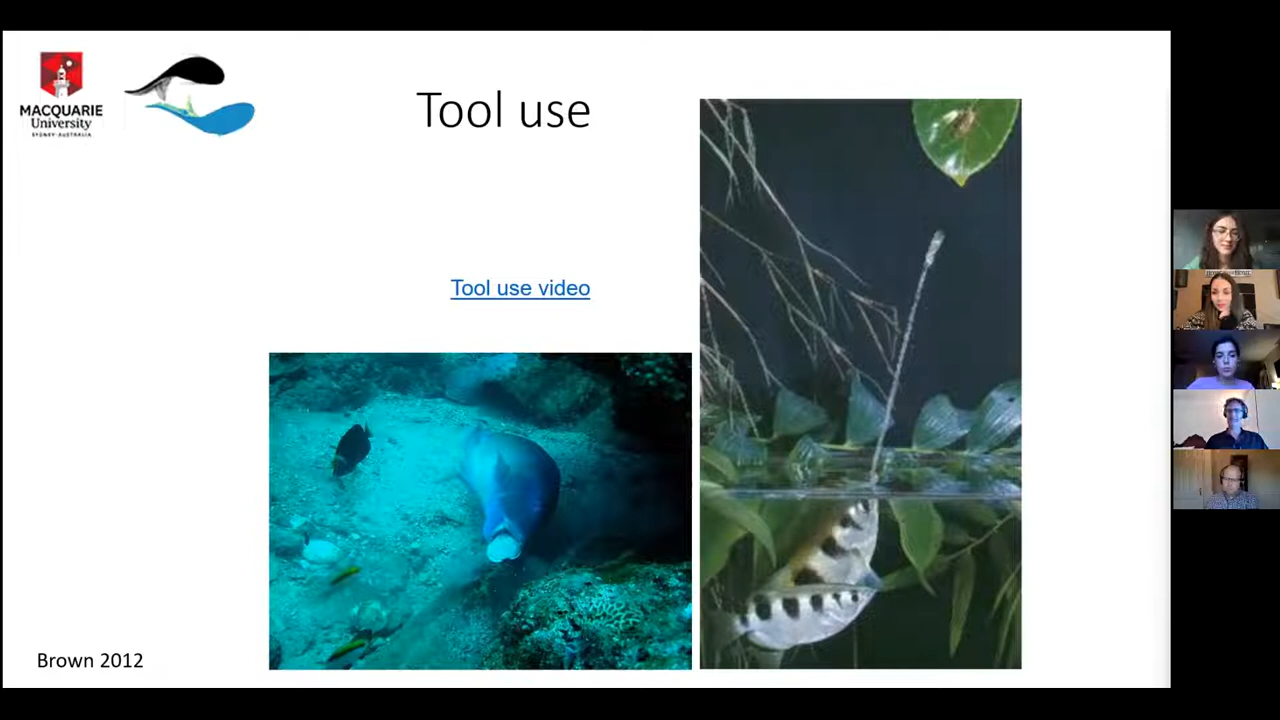 MACQUARIE
University
SYDNEY·AUSTRALIA
Tool use
Tool use video
Brown 2012